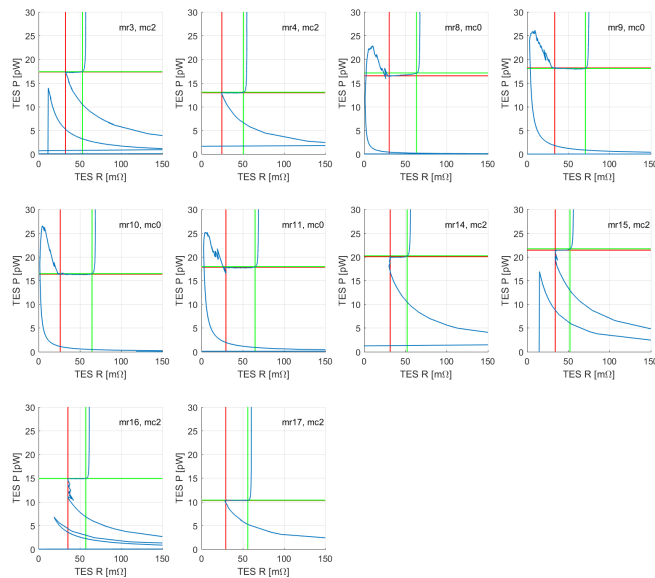 mr3, mc2
TES P [pW]
30
25
20
15
10
5
0
0 50 100 150
TES R [mΩ]
mr4, mc2
TES P [pW]
30
25
20
15
10
5
0
0 50 100 150
TES R [mΩ]
mr8, mc0
TES P [pW]
30
25
20
15
10
5
0
0 50 100 150
TES R [mΩ]
mr9, mc0
TES P [pW]
30
25
20
15
10
5
0
0 50 100 150
TES R [mΩ]
mr10, mc0
TES P [pW]
30
25
20
15
10
5
0
0 50 100 150
TES R [mΩ]
mr11, mc0
TES P [pW]
30
25
20
15
10
5
0
0 50 100 150
TES R [mΩ]
mr14, mc2
TES P [pW]
30
25
20
15
10
5
0
0 50 100 150
TES R [mΩ]
mr15, mc2
TES P [pW]
30
25
20
15
10
5
0
0 50 100 150
TES R [mΩ]
mr16, mc2
TES P [pW]
30
25
20
15
10
5
0
0 50 100 150
TES R [mΩ]
mr17, mc2
TES P [pW]
30
25
20
15
10
5
0
0 50 100 150
TES R [mΩ]